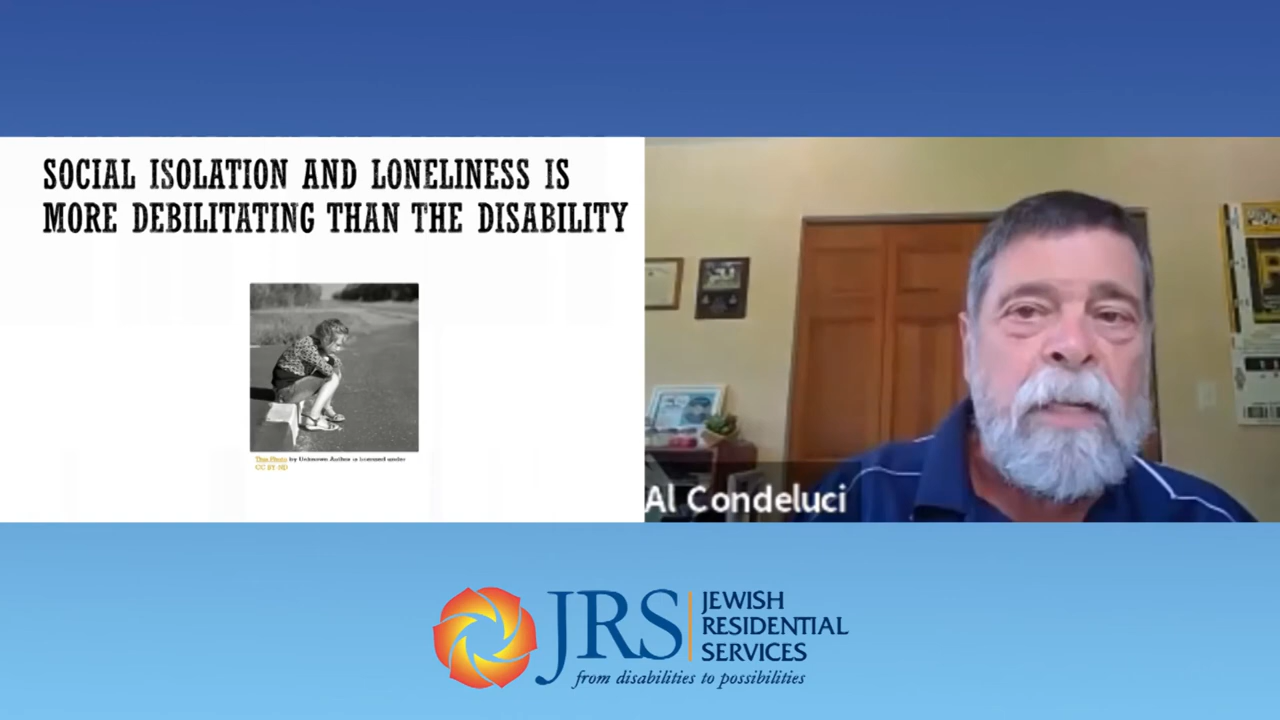 SOCIAL ISOLATION AND LONELINESS IS
MORE DEBILITATING THAN THE DISABILITY
This Photo by Unknown Author is licensed under
CC BY-ND
Al Condeluci
JRS
JEWISH
RESIDENTIAL
SERVICES
from disabilities to possibilities